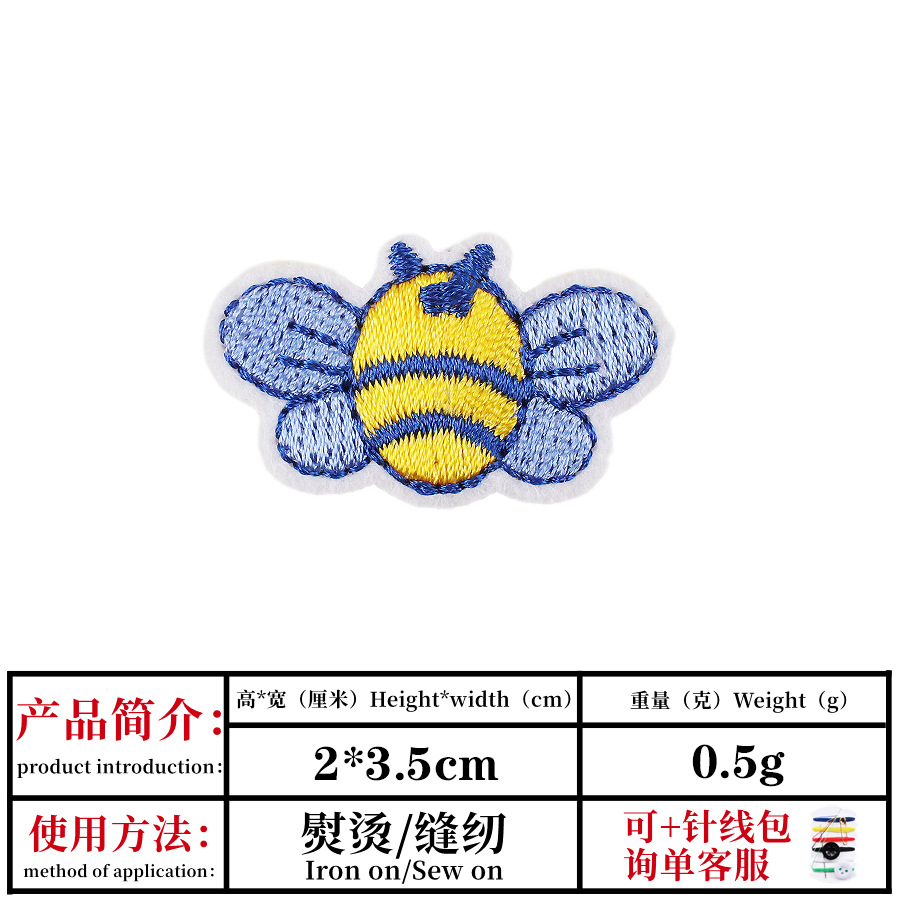 产品简介：
product introduction：
高*宽（厘米）Height*width（cm）
重量（克）Weight（g）
2*3.5cm
0.5g
使用方法：
method of application：
熨烫/缝纫
Iron on/Sew on
可+针线包
询单客服